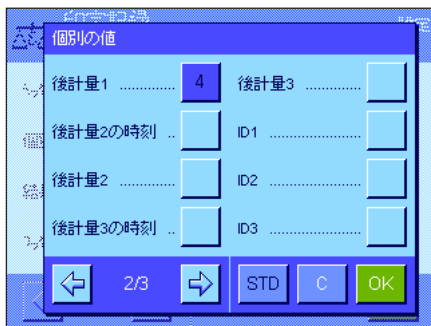 個別の値
後計量1 ............. 4
後計量3 .............
後計量2の時刻 ..
ID1 ......................
後計量2 .............
ID2 ......................
後計量3の時刻 ..
ID3 ......................
2/3
STD
C
OK